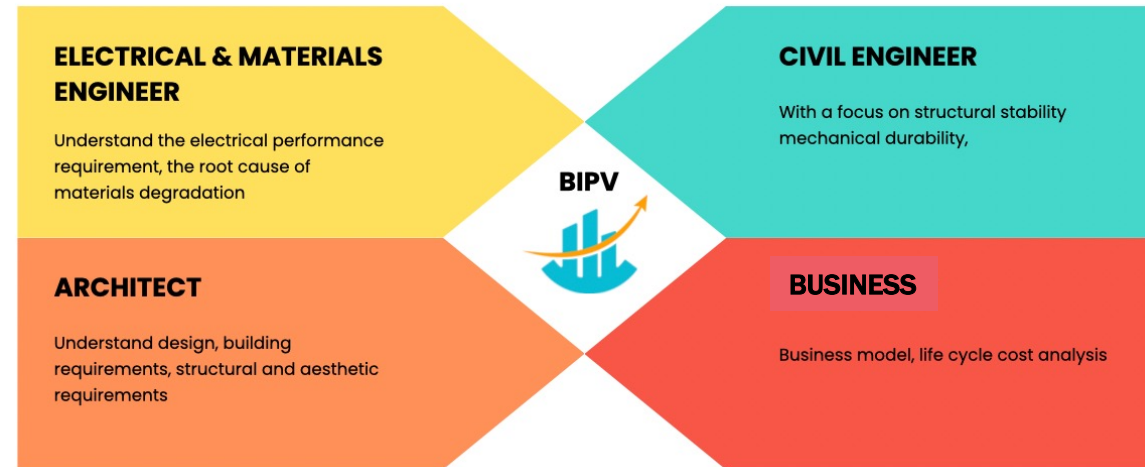 ELECTRICAL & MATERIALS
ENGINEER
Understand the electrical performance
requirement, the root cause of
materials degradation
CIVIL ENGINEER
With a focus on structural stability
mechanical durability,
BIPV
ARCHITECT
Understand design, building
requirements, structural and aesthetic
requirements
BUSINESS
Business model, life cycle cost analysis